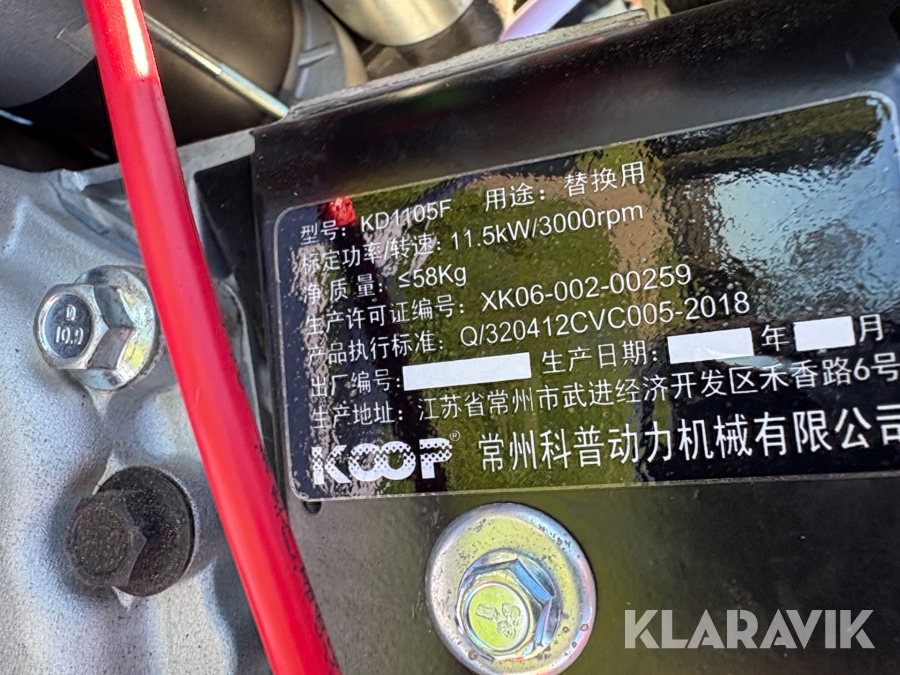 型号: KD1105F 用途: 替换用
标定功率/转速: 11.5kW/3000rpm
净质量: ≤58Kg
生产许可证编号: XK06-002-00259
产品执行标准: Q/320412CVC005-2018
出厂编号: 生产日期: 年 月
生产地址: 江苏省常州市武进经济开发区禾香路6号
KOOP® 常州科普动力机械有限公司
10.9
KLARAVIK